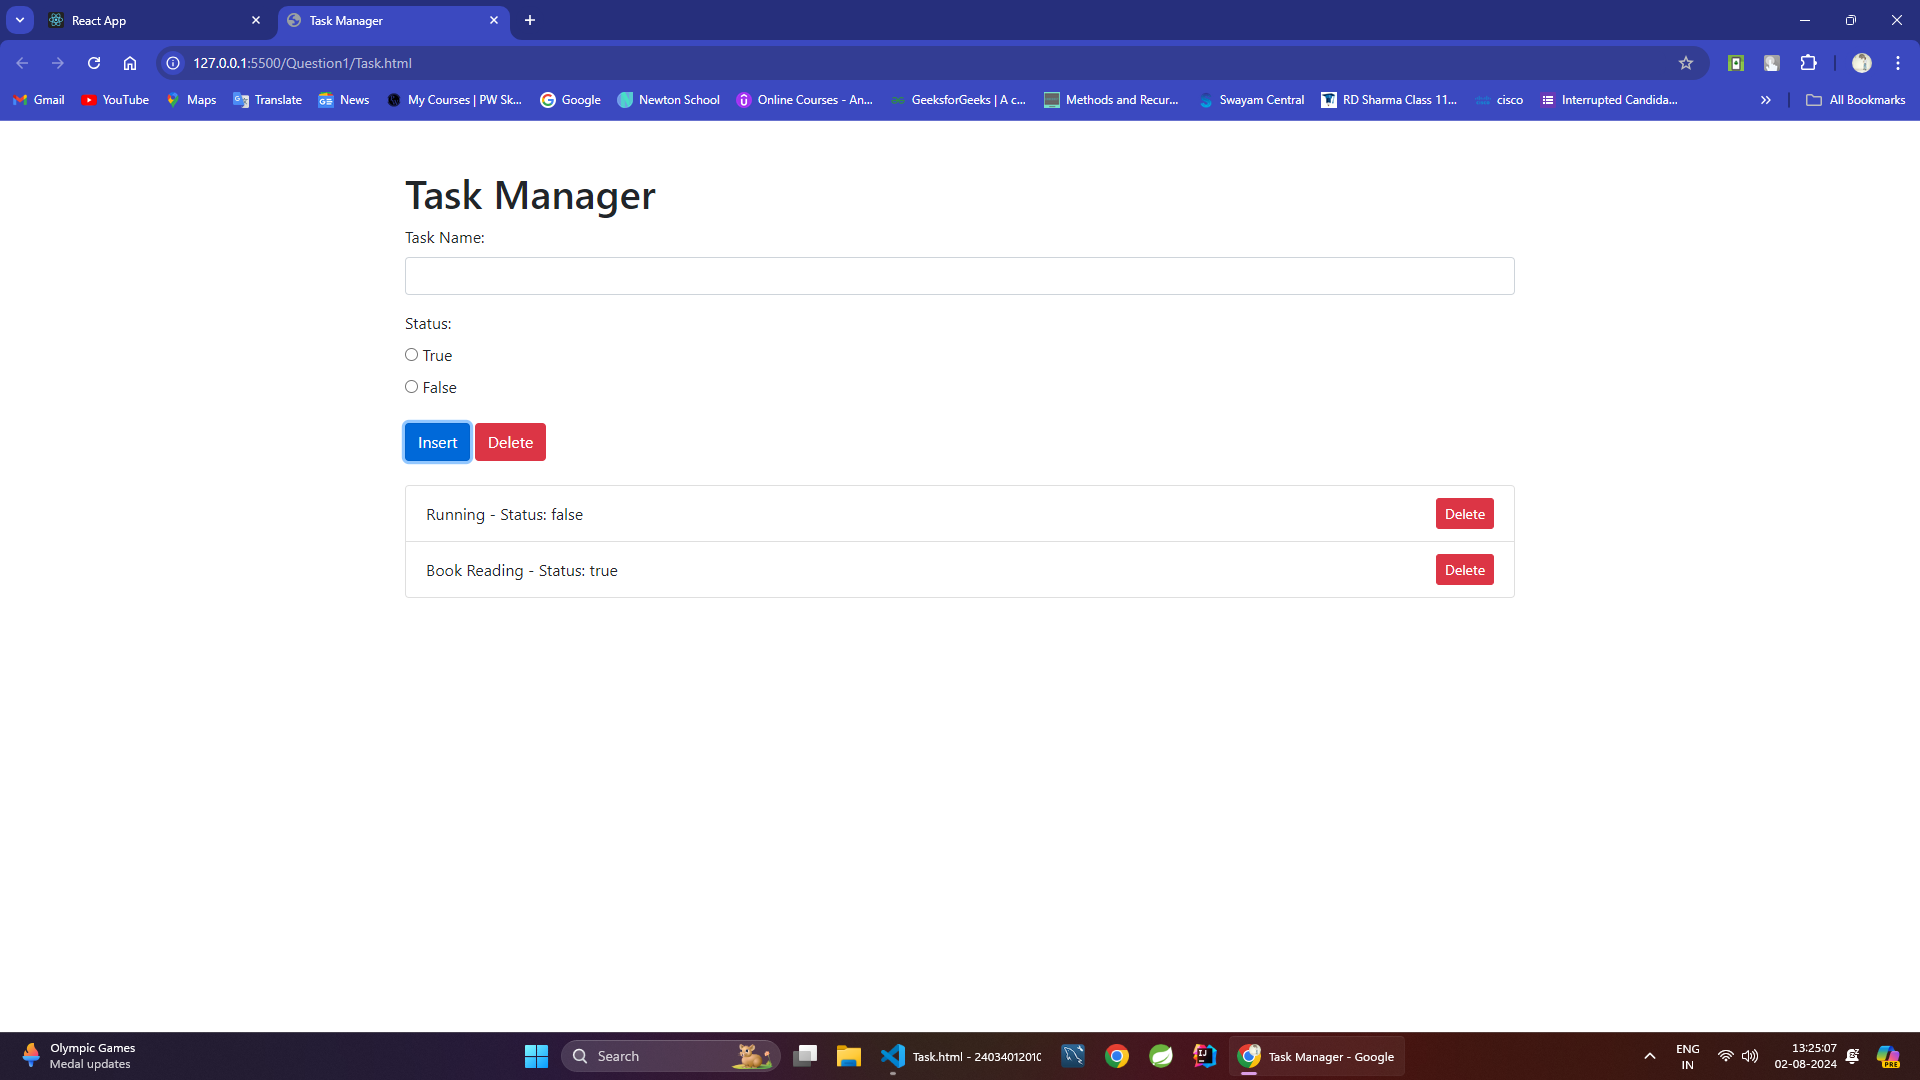 React App
Task Manager
127.0.0.1:5500/Question1/Task.html
Gmail
YouTube
Maps
Translate
News
My Courses | PW Sk...
Google
Newton School
Online Courses - An...
GeeksforGeeks | A c...
Methods and Recur...
Swayam Central
RD Sharma Class 11...
cisco
Interrupted Candida...
All Bookmarks
Task Manager
Task Name:
Status:
True
False
Insert
Delete
Running - Status: false
Delete
Book Reading - Status: true
Delete
Olympic Games
Medal updates
Search
Task.html - 24034012010
Task Manager - Google
ENG
IN
13:25:07
02-08-2024
PRE